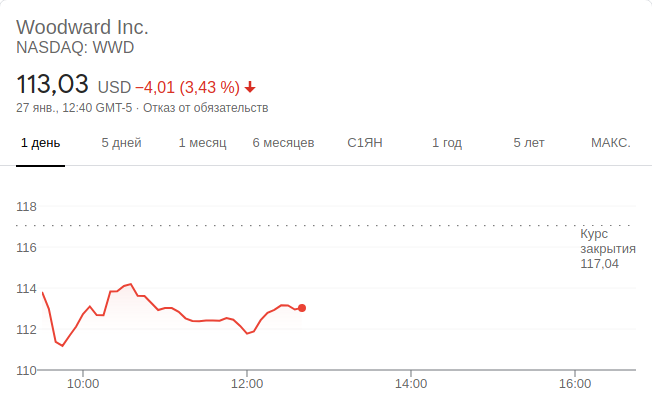 Woodward Inc.
NASDAQ: WWD
113,03 USD −4,01 (3,43 %)
27 янв., 12:40 GMT-5 · Отказ от обязательств
1 день 5 дней 1 месяц 6 месяцев С1ЯН 1 год 5 лет МАКС.
118
Курс
116 закрытия
117,04
114
112
110
10:00 12:00 14:00 16:00